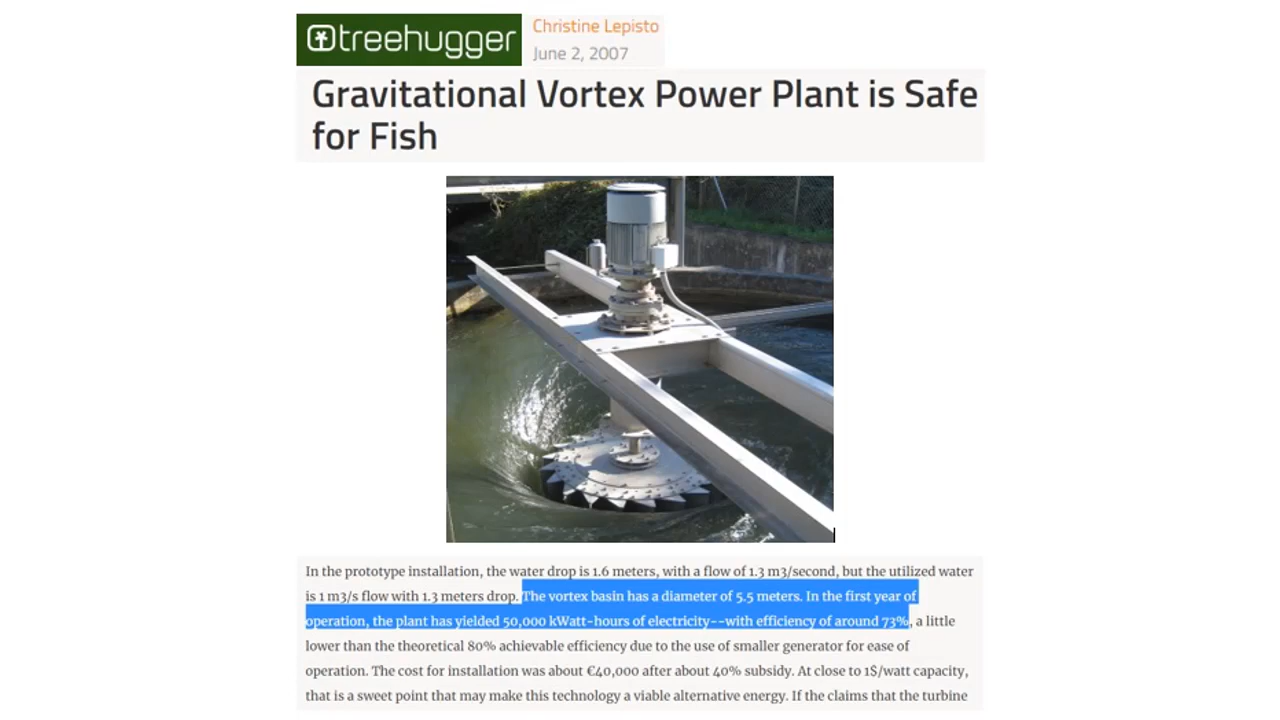 treehugger
Christine Lepisto
June 2, 2007
Gravitational Vortex Power Plant is Safe
for Fish
In the prototype installation, the water drop is 1.6 meters, with a flow of 1.3 m3/second, but the utilized water
is 1 m3/s flow with 1.3 meters drop. The vortex basin has a diameter of 5.5 meters. In the first year of
operation, the plant has yielded 50,000 kWatt-hours of electricity--with efficiency of around 73%, a little
lower than the theoretical 80% achievable efficiency due to the use of smaller generator for ease of
operation. The cost for installation was about €40,000 after about 40% subsidy. At close to 1$/watt capacity,
that is a sweet point that may make this technology a viable alternative energy. If the claims that the turbine